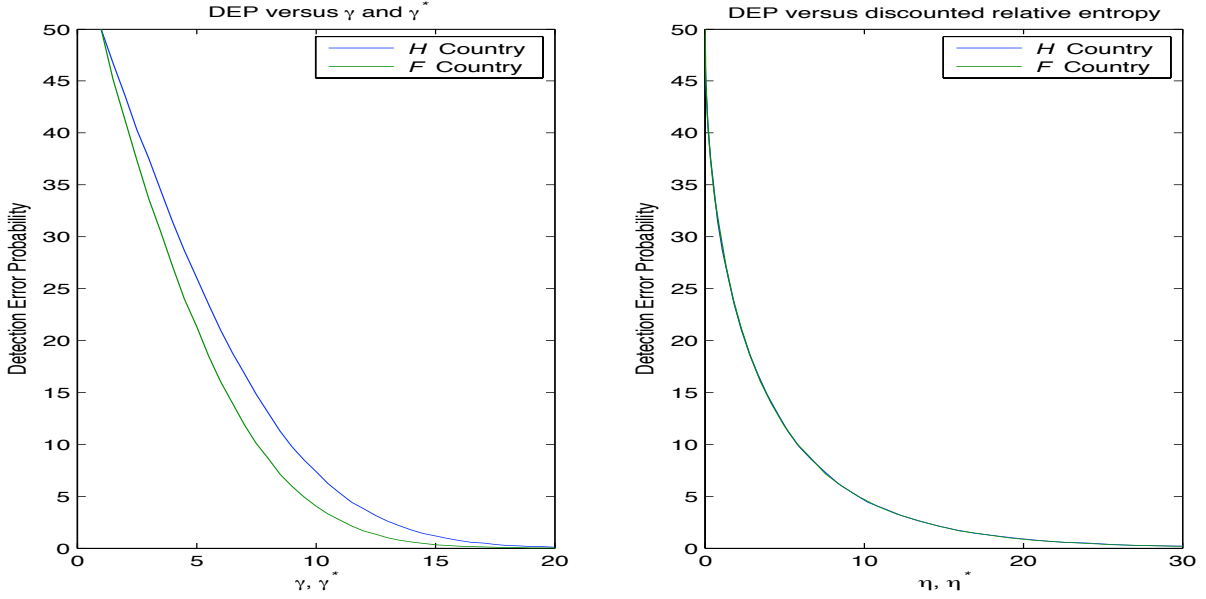 DEP versus γ and γ*
50
45
40
35
30
25
20
15
10
5
0
0 5 10 15 20
Detection Error Probability
γ, γ*
H Country
F Country
DEP versus discounted relative entropy
50
45
40
35
30
25
20
15
10
5
0
0 10 20 30
Detection Error Probability
η, η*
H Country
F Country